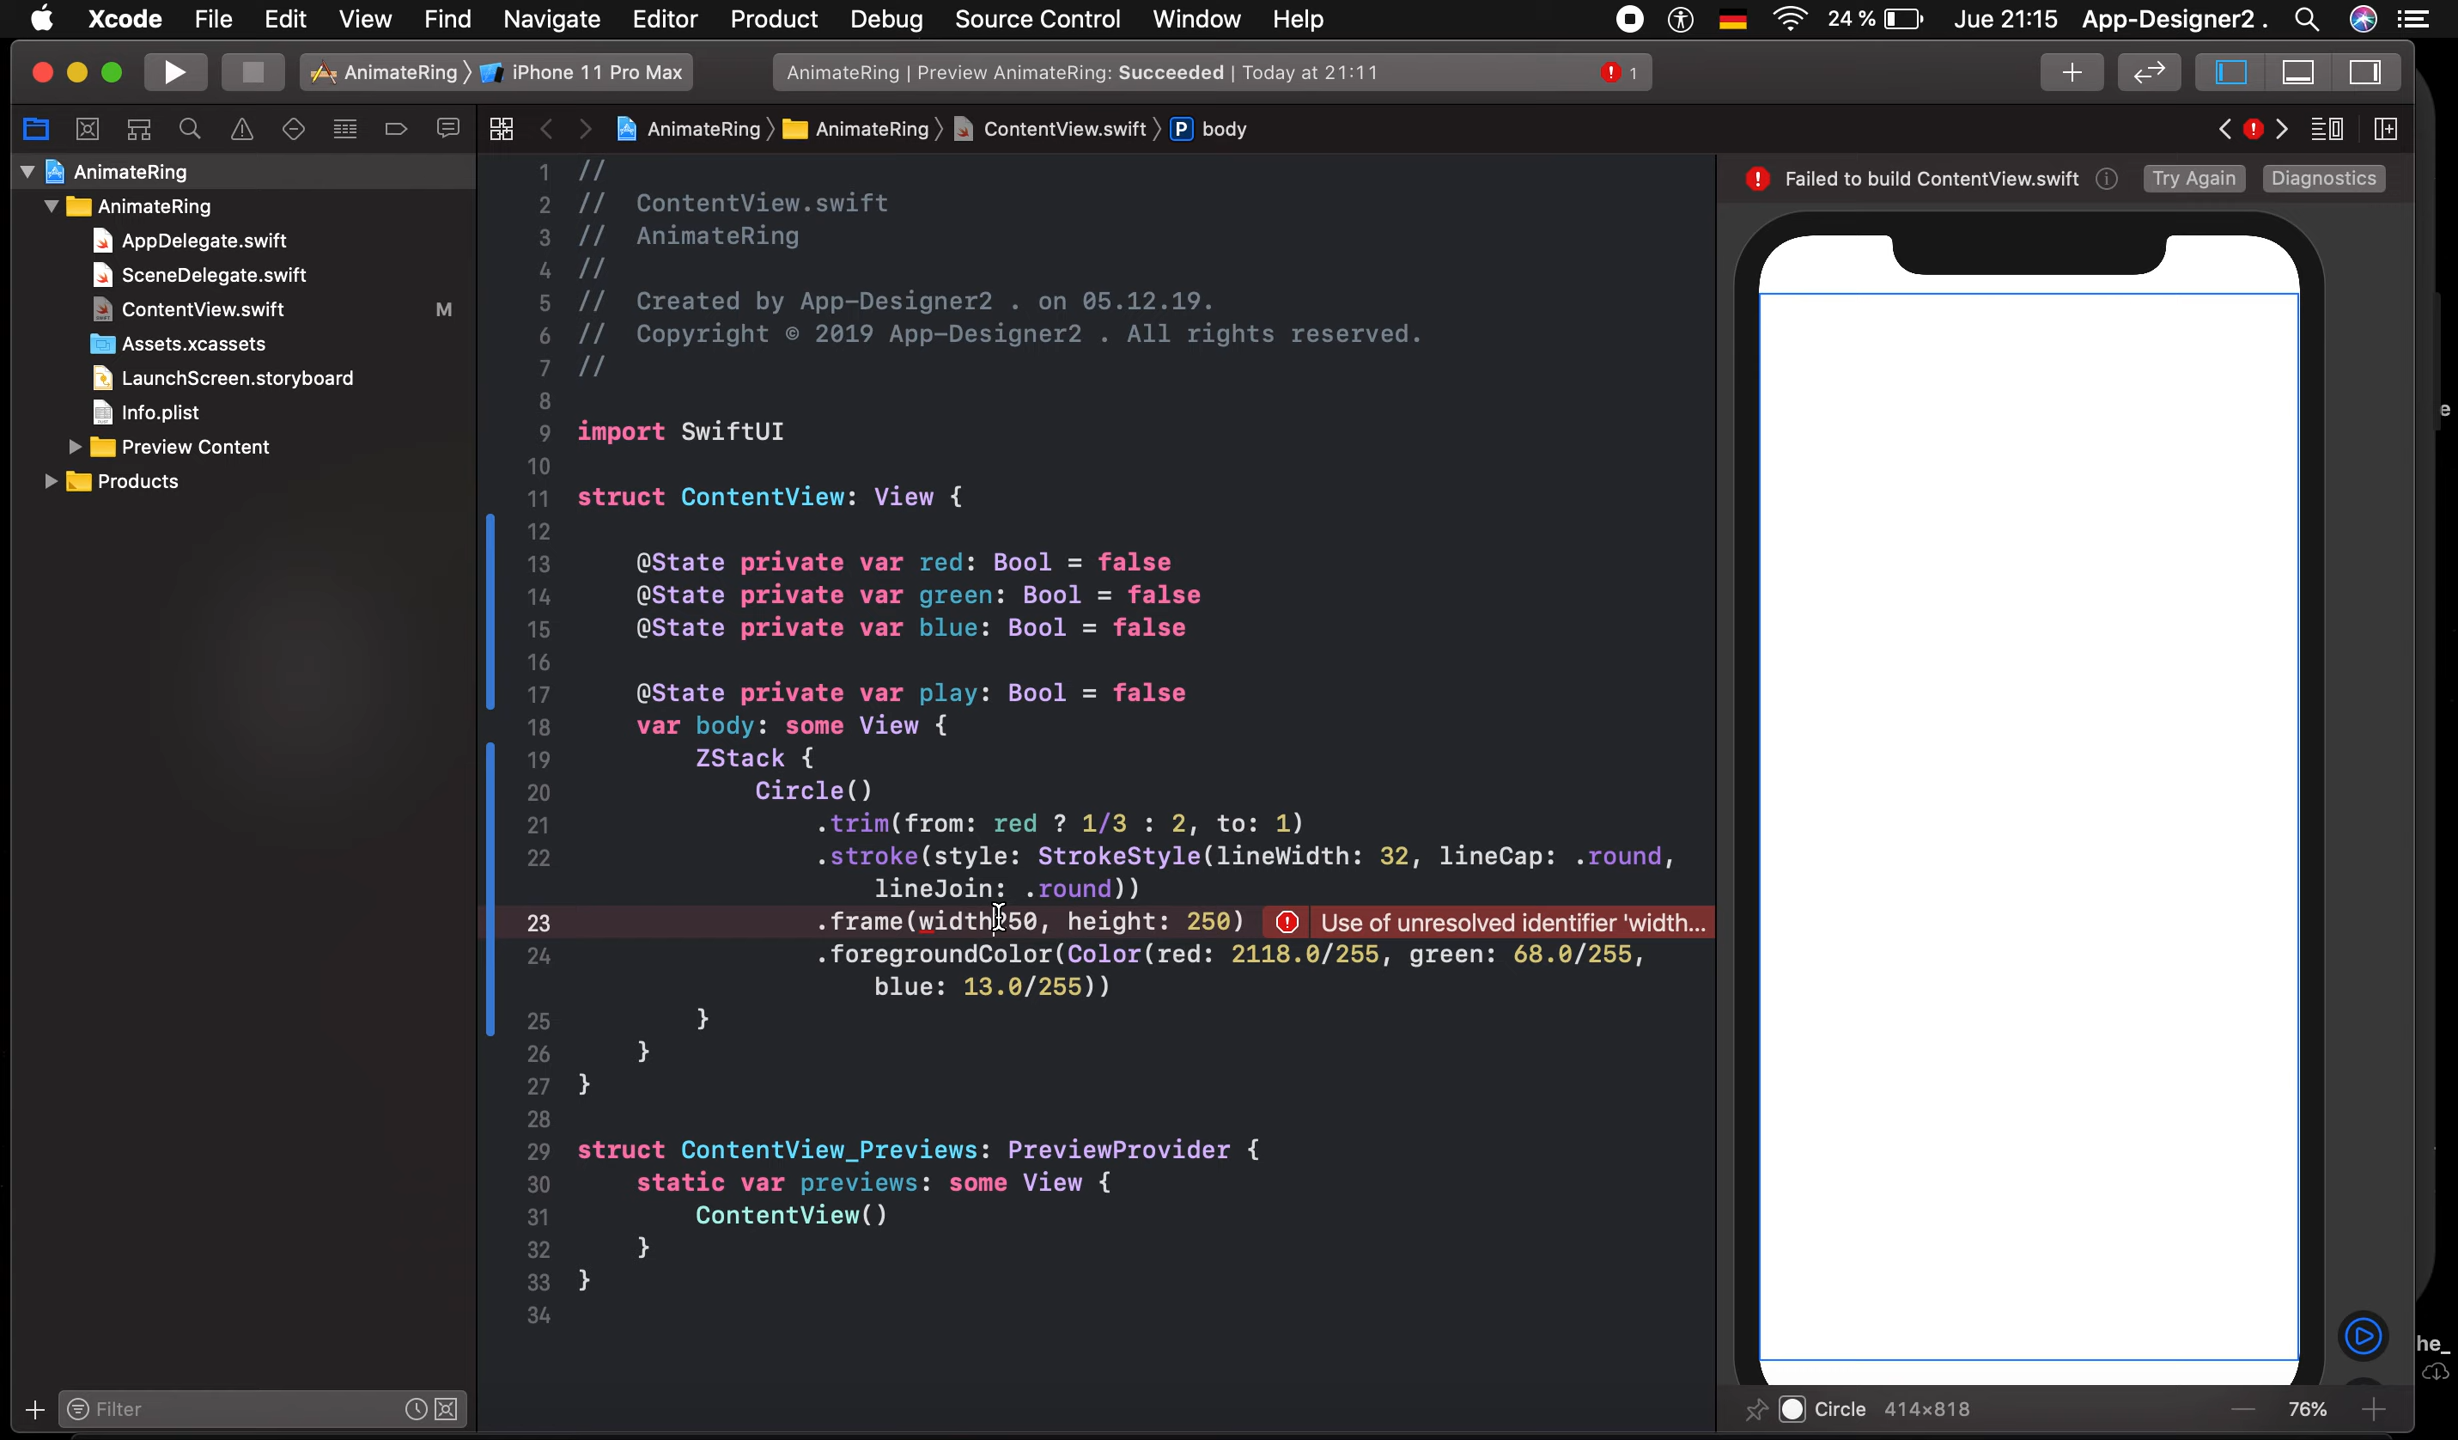 Xcode File Edit View Find Navigate Editor Product Debug Source Control Window Help 24 % Jue 21:15 App-Designer2 .
AnimateRing 〉 iPhone 11 Pro Max
AnimateRing | Preview AnimateRing: Succeeded | Today at 21:11 1
AnimateRing 〉 AnimateRing 〉 ContentView.swift 〉 P body
AnimateRing
AnimateRing
AppDelegate.swift
SceneDelegate.swift
ContentView.swift M
Assets.xcassets
LaunchScreen.storyboard
Info.plist
Preview Content
Products
Filter
1 //
2 // ContentView.swift
3 // AnimateRing
4 //
5 // Created by App-Designer2 . on 05.12.19.
6 // Copyright © 2019 App-Designer2 . All rights reserved.
7 //
8
9 import SwiftUI
10
11 struct ContentView: View {
12
13 @State private var red: Bool = false
14 @State private var green: Bool = false
15 @State private var blue: Bool = false
16
17 @State private var play: Bool = false
18 var body: some View {
19 ZStack {
20 Circle()
21 .trim(from: red ? 1/3 : 2, to: 1)
22 .stroke(style: StrokeStyle(lineWidth: 32, lineCap: .round,
lineJoin: .round))
23 .frame(width250, height: 250) Use of unresolved identifier 'width...
24 .foregroundColor(Color(red: 2118.0/255, green: 68.0/255,
blue: 13.0/255))
25 }
26 }
27 }
28
29 struct ContentView_Previews: PreviewProvider {
30 static var previews: some View {
31 ContentView()
32 }
33 }
34
Failed to build ContentView.swift Try Again Diagnostics
Circle 414×818 76%
e
he_